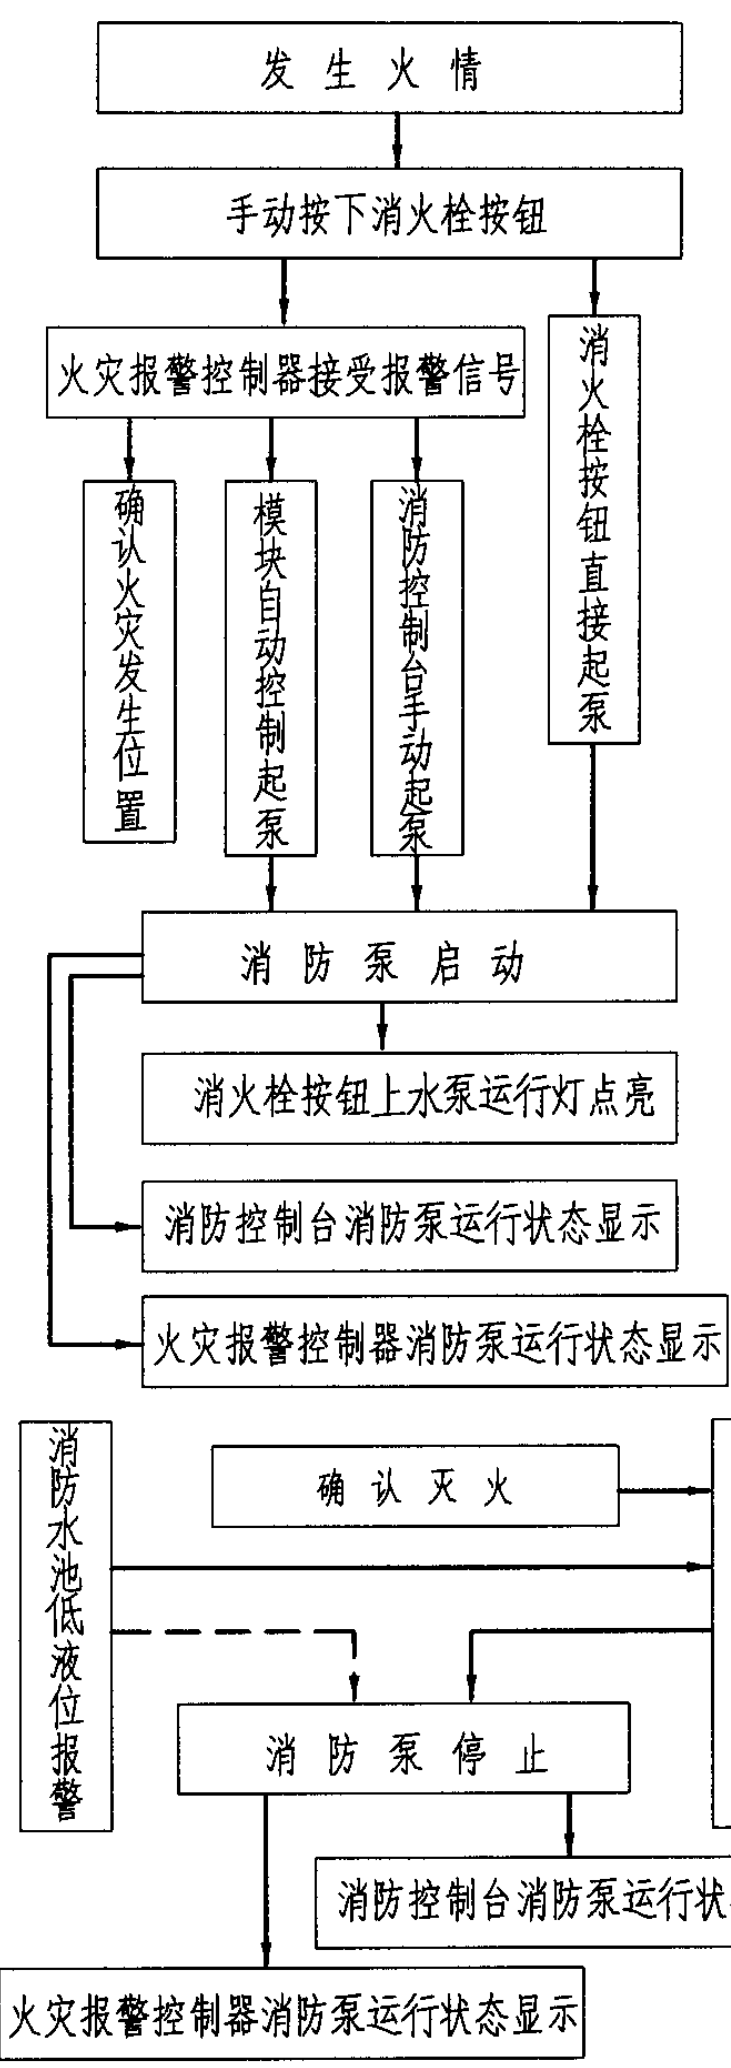 发生火情
手动按下消火栓按钮
火灾报警控制器接受报警信号
消火栓按钮直接起泵
确认火灾发生位置
模块自动控制起泵
消防控制台手动起泵
消防泵启动
消火栓按钮上水泵运行灯点亮
消防控制台消防泵运行状态显示
火灾报警控制器消防泵运行状态显示
消防水池低液位报警
确认灭火
消防泵停止
消防控制台消防泵运行状
火灾报警控制器消防泵运行状态显示